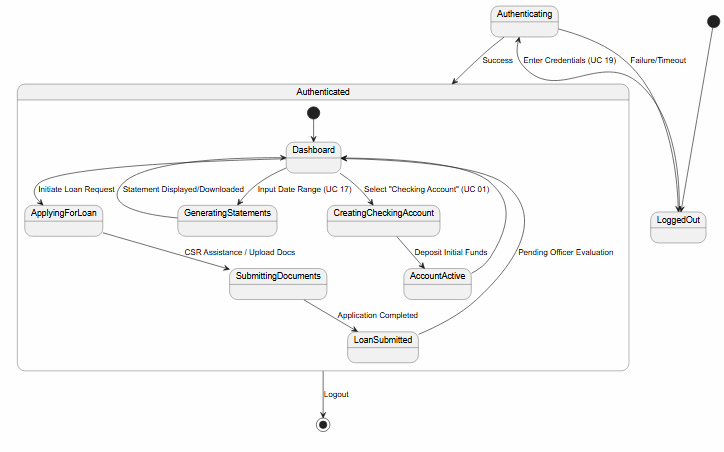 Authenticating
Success
Enter Credentials (UC 19)
Failure/Timeout
Authenticated
Dashboard
Initiate Loan Request
Statement Displayed/Downloaded
Input Date Range (UC 17)
Select "Checking Account" (UC 01)
ApplyingForLoan
GeneratingStatements
CreatingCheckingAccount
LoggedOut
CSR Assistance / Upload Docs
Deposit Initial Funds
Pending Officer Evaluation
SubmittingDocuments
AccountActive
Application Completed
LoanSubmitted
Logout